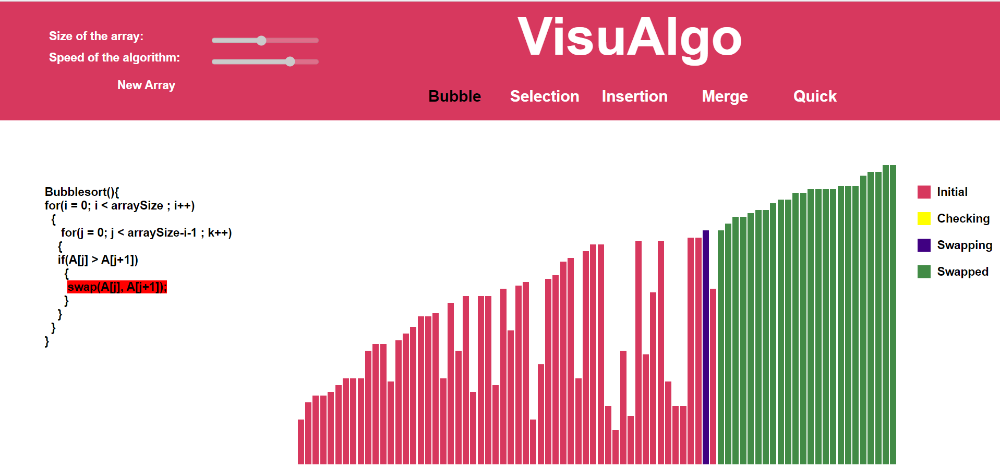 Size of the array:
Speed of the algorithm:
New Array
VisuAlgo
Bubble Selection Insertion Merge Quick
Bubblesort(){
for(i = 0; i < arraySize ; i++)
{
for(j = 0; j < arraySize-i-1 ; k++)
{
if(A[j] > A[j+1])
{
swap(A[j], A[j+1]);
}
}
}
}
Initial
Checking
Swapping
Swapped